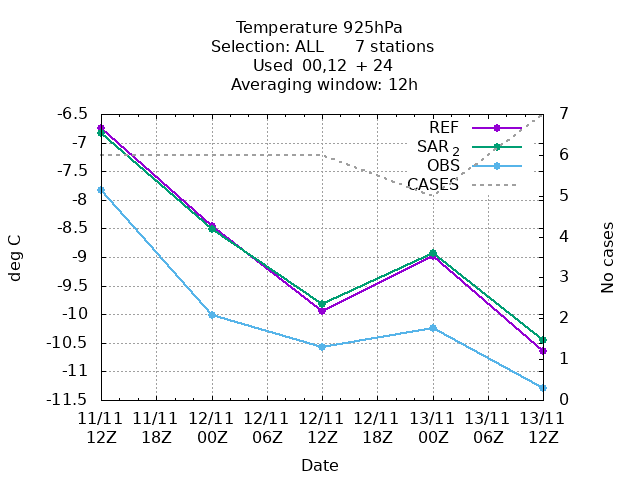 Temperature 925hPa
Selection: ALL 7 stations
Used 00,12 + 24
Averaging window: 12h
-6.5
-7
-7.5
-8
-8.5
-9
-9.5
-10
-10.5
-11
-11.5
deg C
7
6
5
4
3
2
1
0
No cases
REF
SAR 2
OBS
CASES
11/11 11/11 12/11 12/11 12/11 12/11 13/11 13/11 13/11
12Z 18Z 00Z 06Z 12Z 18Z 00Z 06Z 12Z
Date